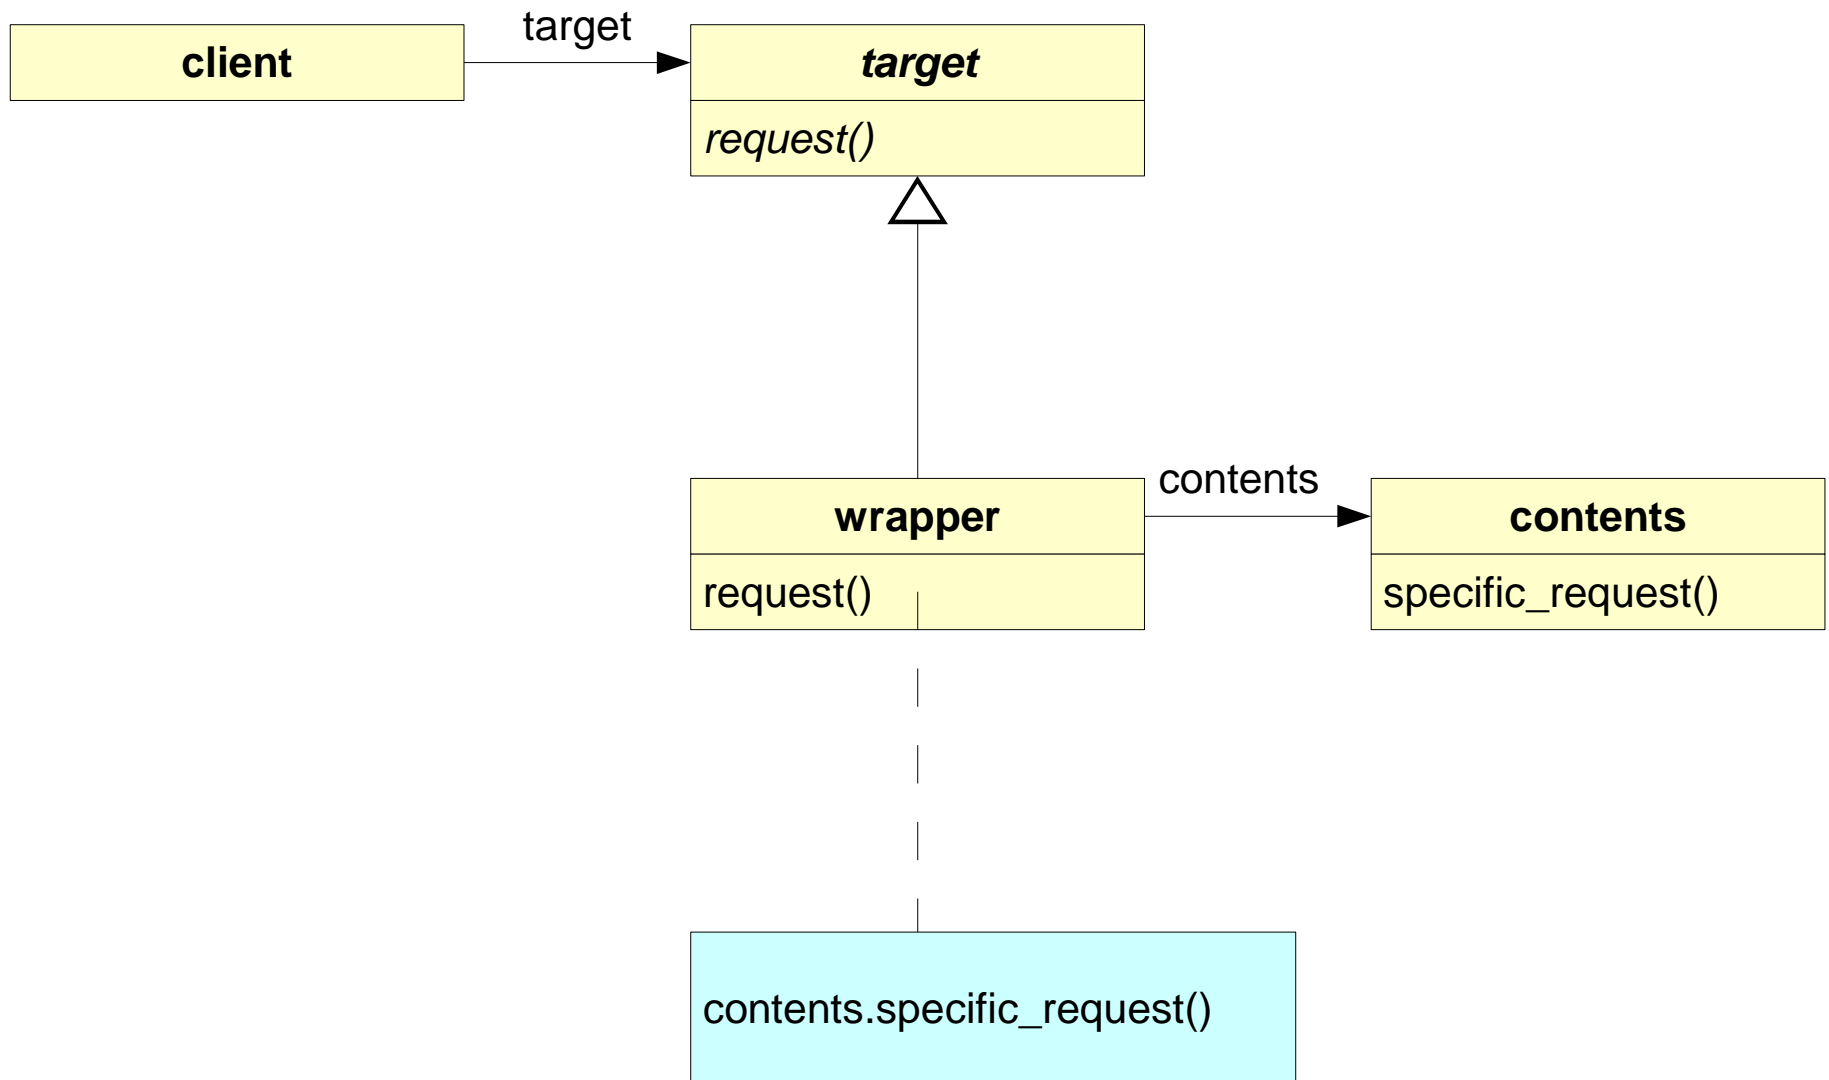 target
client
target
request()
contents
wrapper
contents
request()
specific_request()
contents.specific_request()